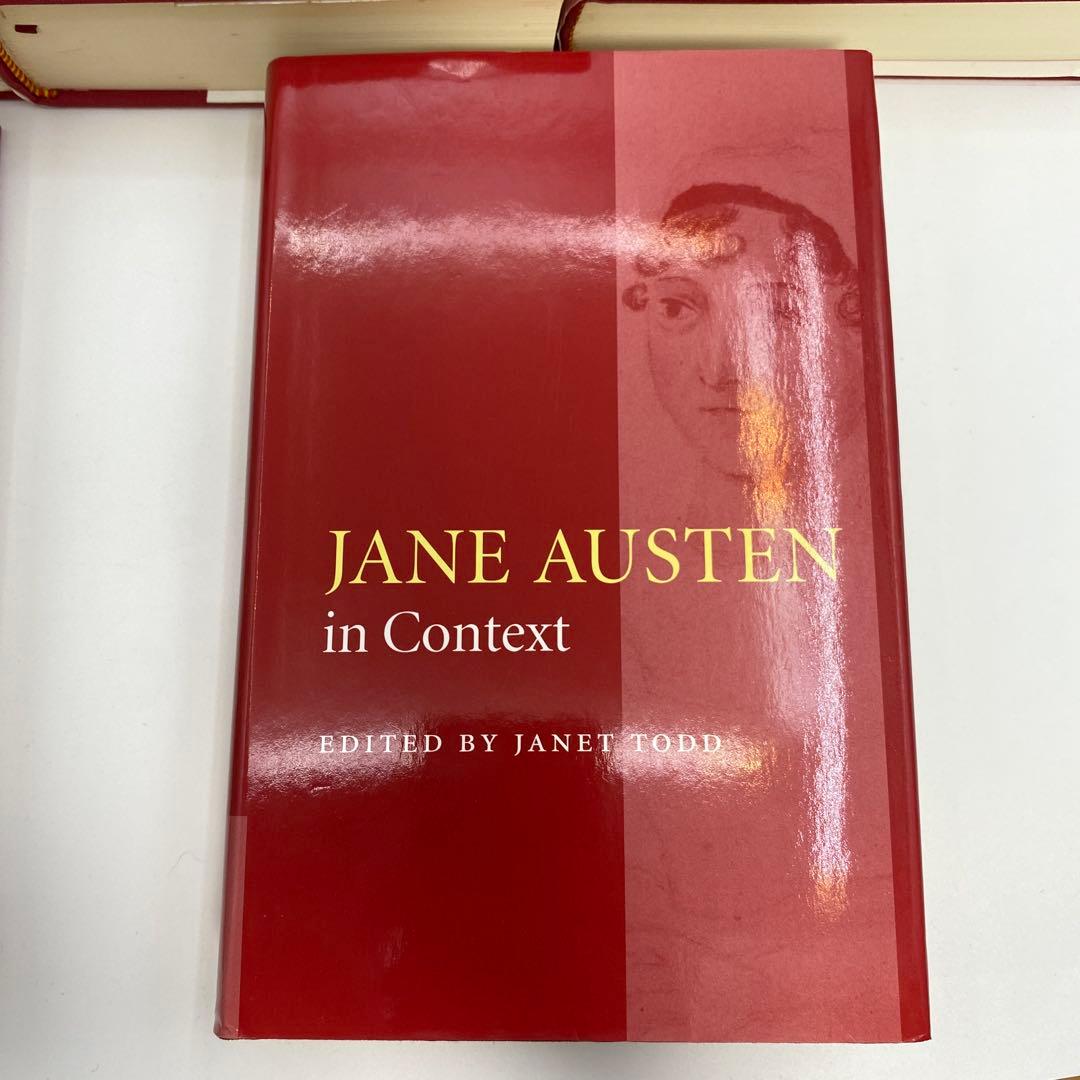 JANE AUSTEN
in Context
EDITED BY JANET TODD